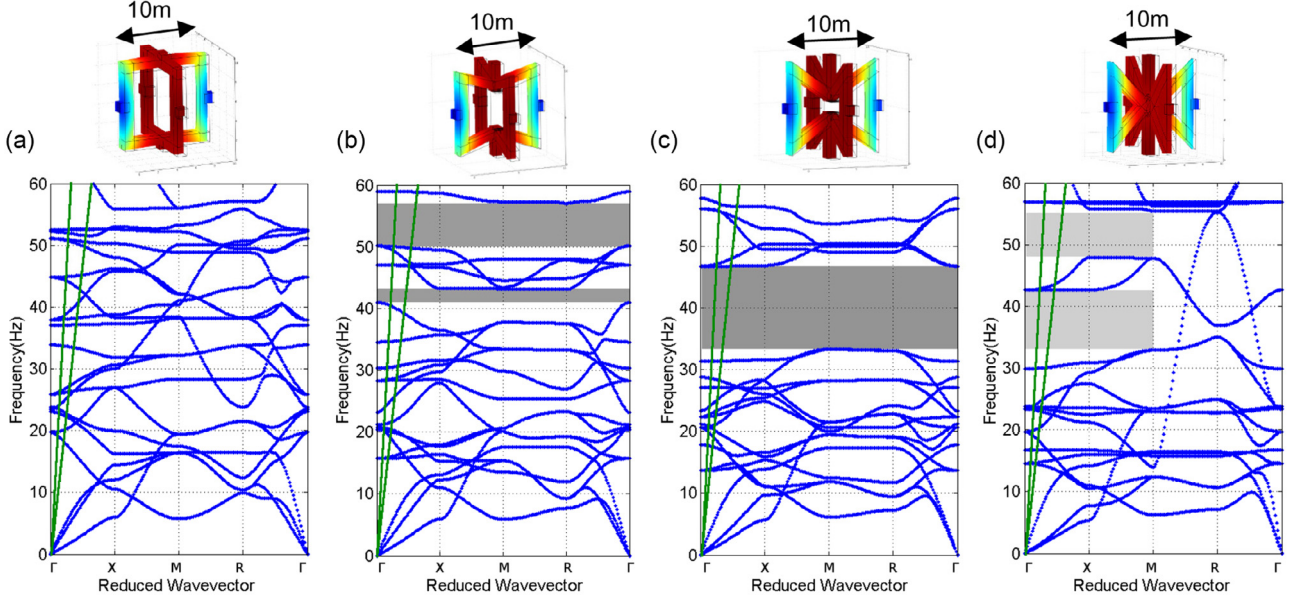 10m 10m 10m 10m
(a) (b) (c) (d)
60 60 60 60
50 50 50 50
40 40 40 40
30 30 30 30
20 20 20 20
10 10 10 10
0 0 0 0
Frequency(Hz) Frequency(Hz) Frequency(Hz) Frequency(Hz)
Γ X M R Γ Γ X M R Γ Γ X M R Γ Γ X M R Γ
Reduced Wavevector Reduced Wavevector Reduced Wavevector Reduced Wavevector